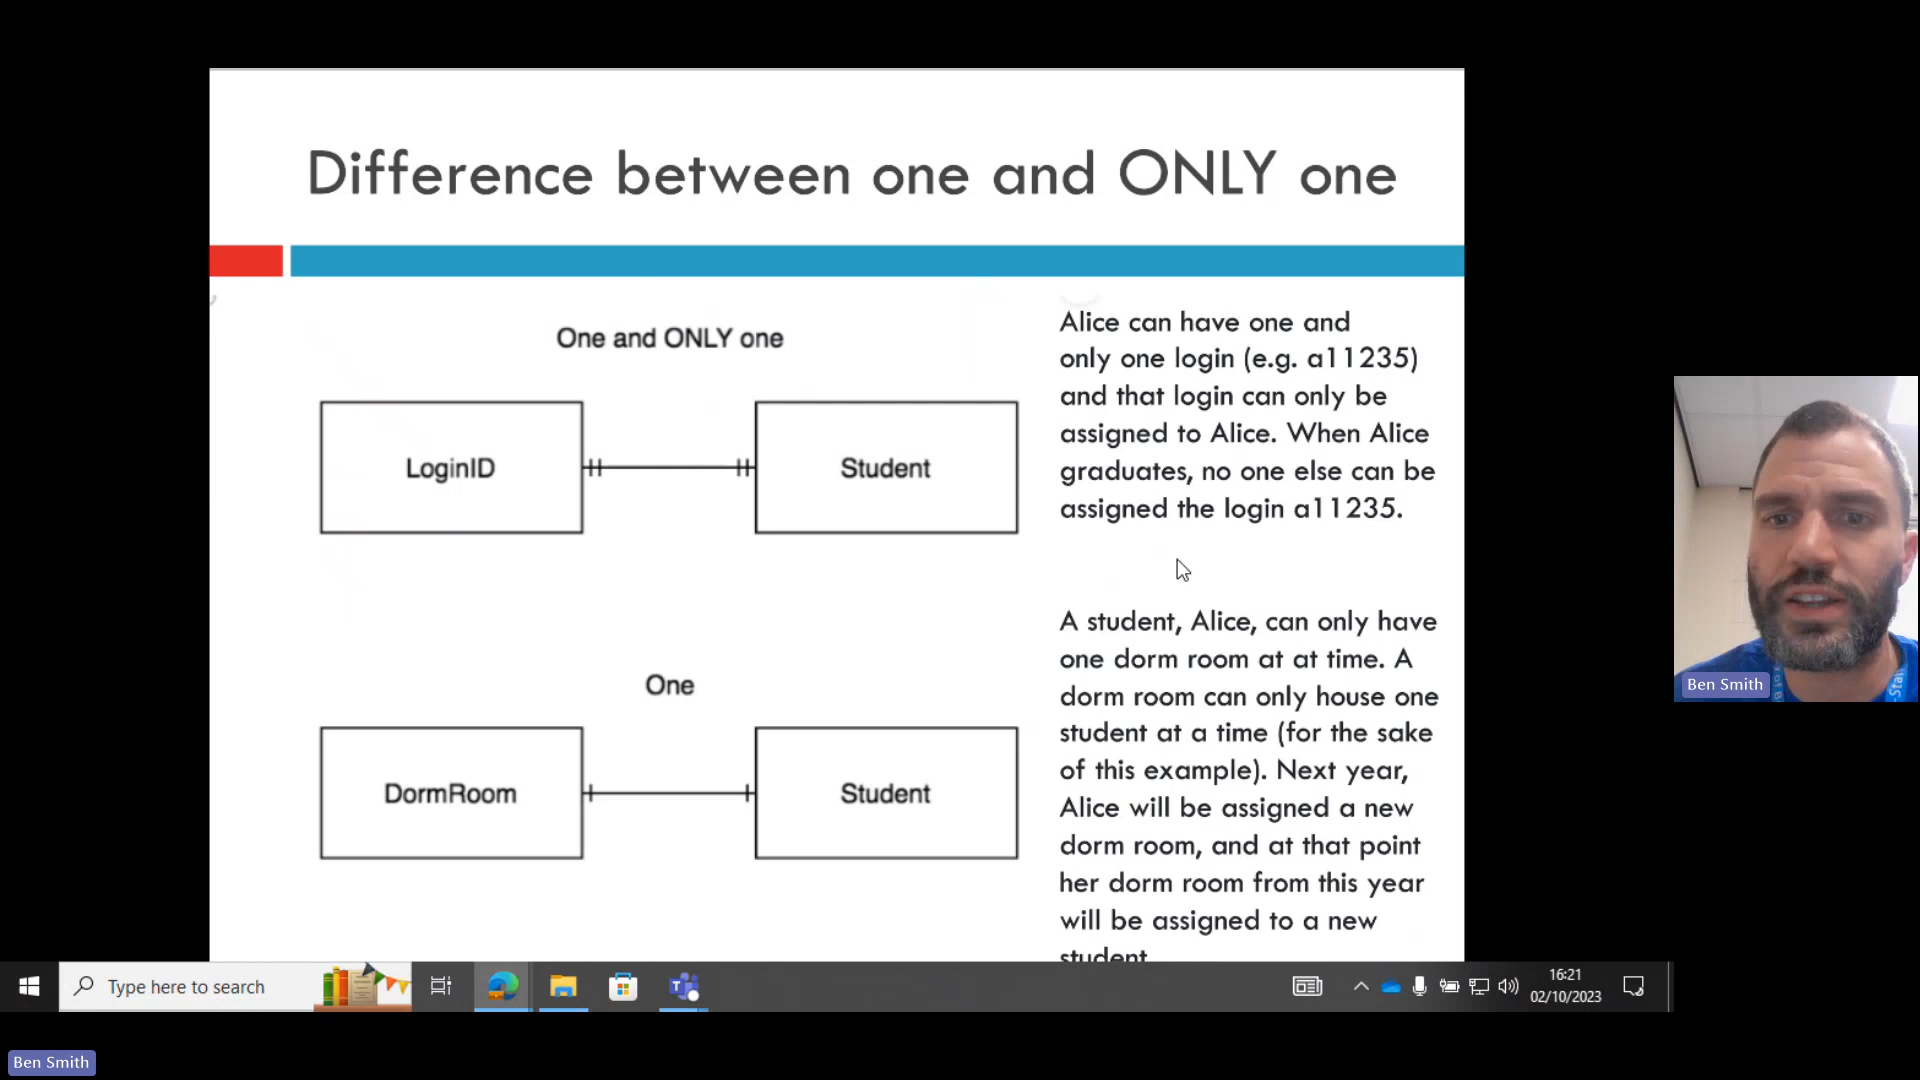 Difference between one and ONLY one
One and ONLY one
LoginID
Student
Alice can have one and
only one login (e.g. a11235)
and that login can only be
assigned to Alice. When Alice
graduates, no one else can be
assigned the login a11235.
One
DormRoom
Student
A student, Alice, can only have
one dorm room at at time. A
dorm room can only house one
student at a time (for the sake
of this example). Next year,
Alice will be assigned a new
dorm room, and at that point
her dorm room from this year
will be assigned to a new
student
Ben Smith
Type here to search
16:21
02/10/2023
Ben Smith